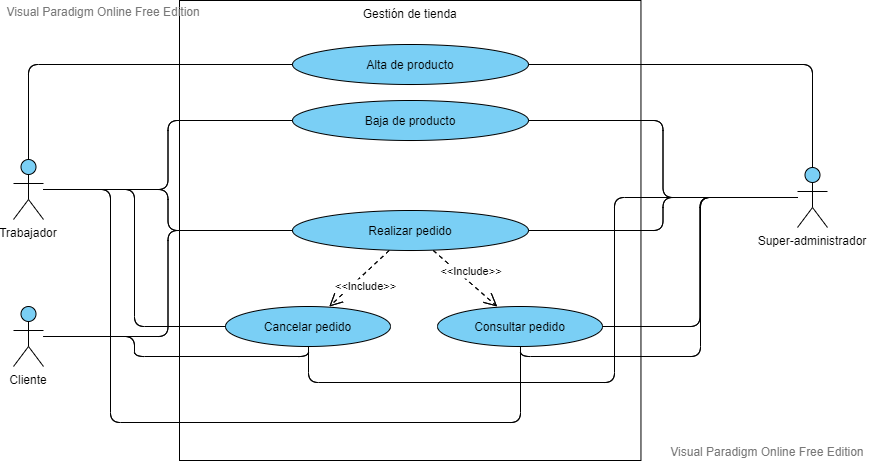 Visual Paradigm Online Free Edition
Gestión de tienda
Alta de producto
Baja de producto
Trabajador
Realizar pedido
Super-administrador
<<Include>>
<<Include>>
Cancelar pedido
Consultar pedido
Cliente
Visual Paradigm Online Free Edition